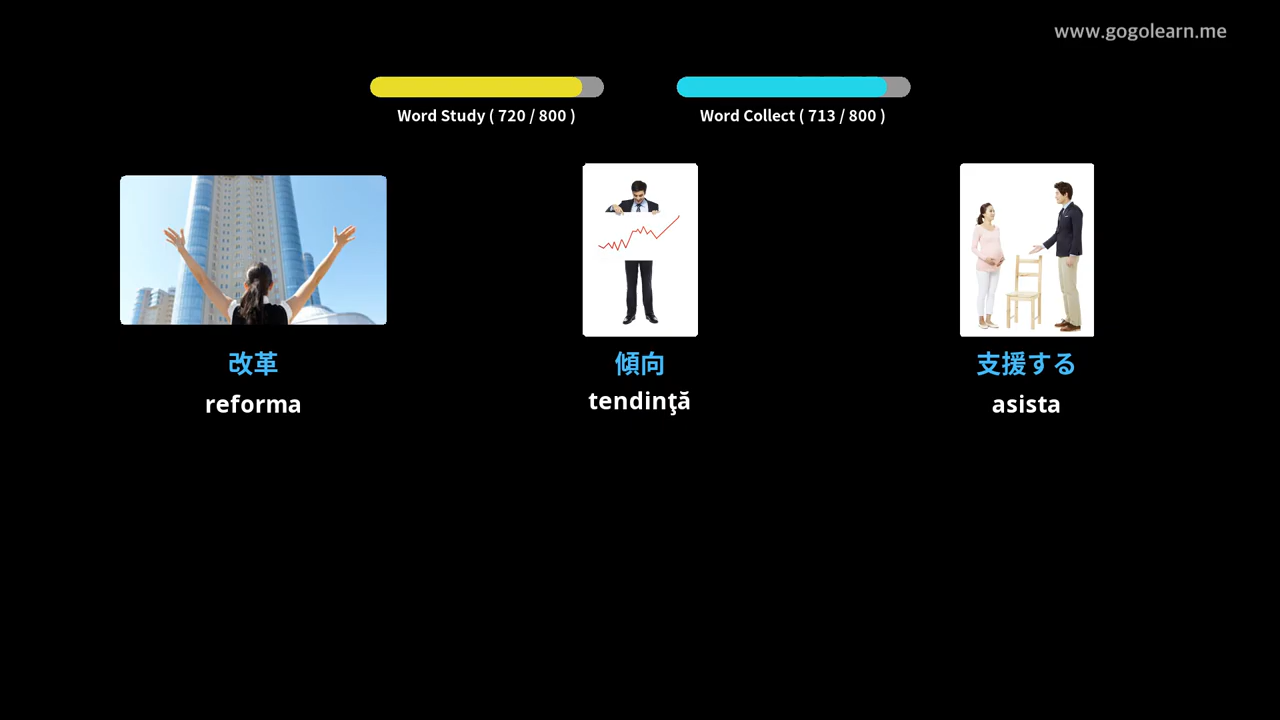 www.gogolearn.me
Word Study ( 720 / 800 )
Word Collect ( 713 / 800 )
改革
傾向
支援する
reforma
tendinţă
asista